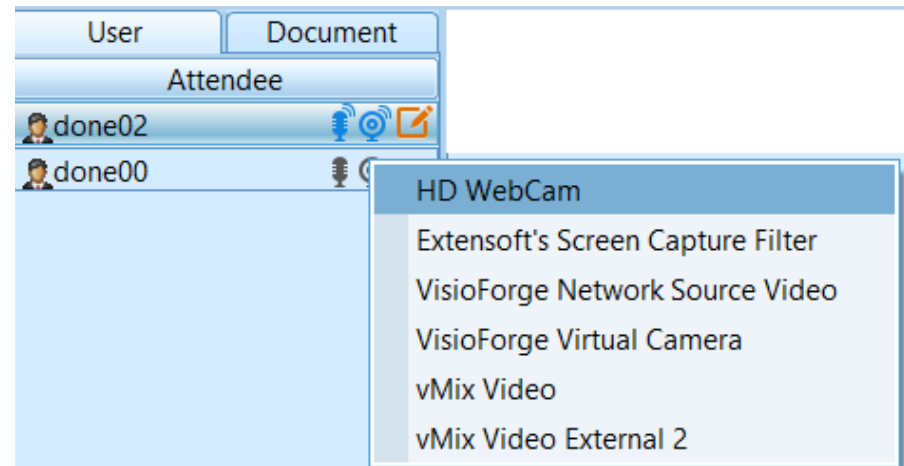 User
Document
Attendee
done02
done00
HD WebCam
Extensoft's Screen Capture Filter
VisioForge Network Source Video
VisioForge Virtual Camera
vMix Video
vMix Video External 2